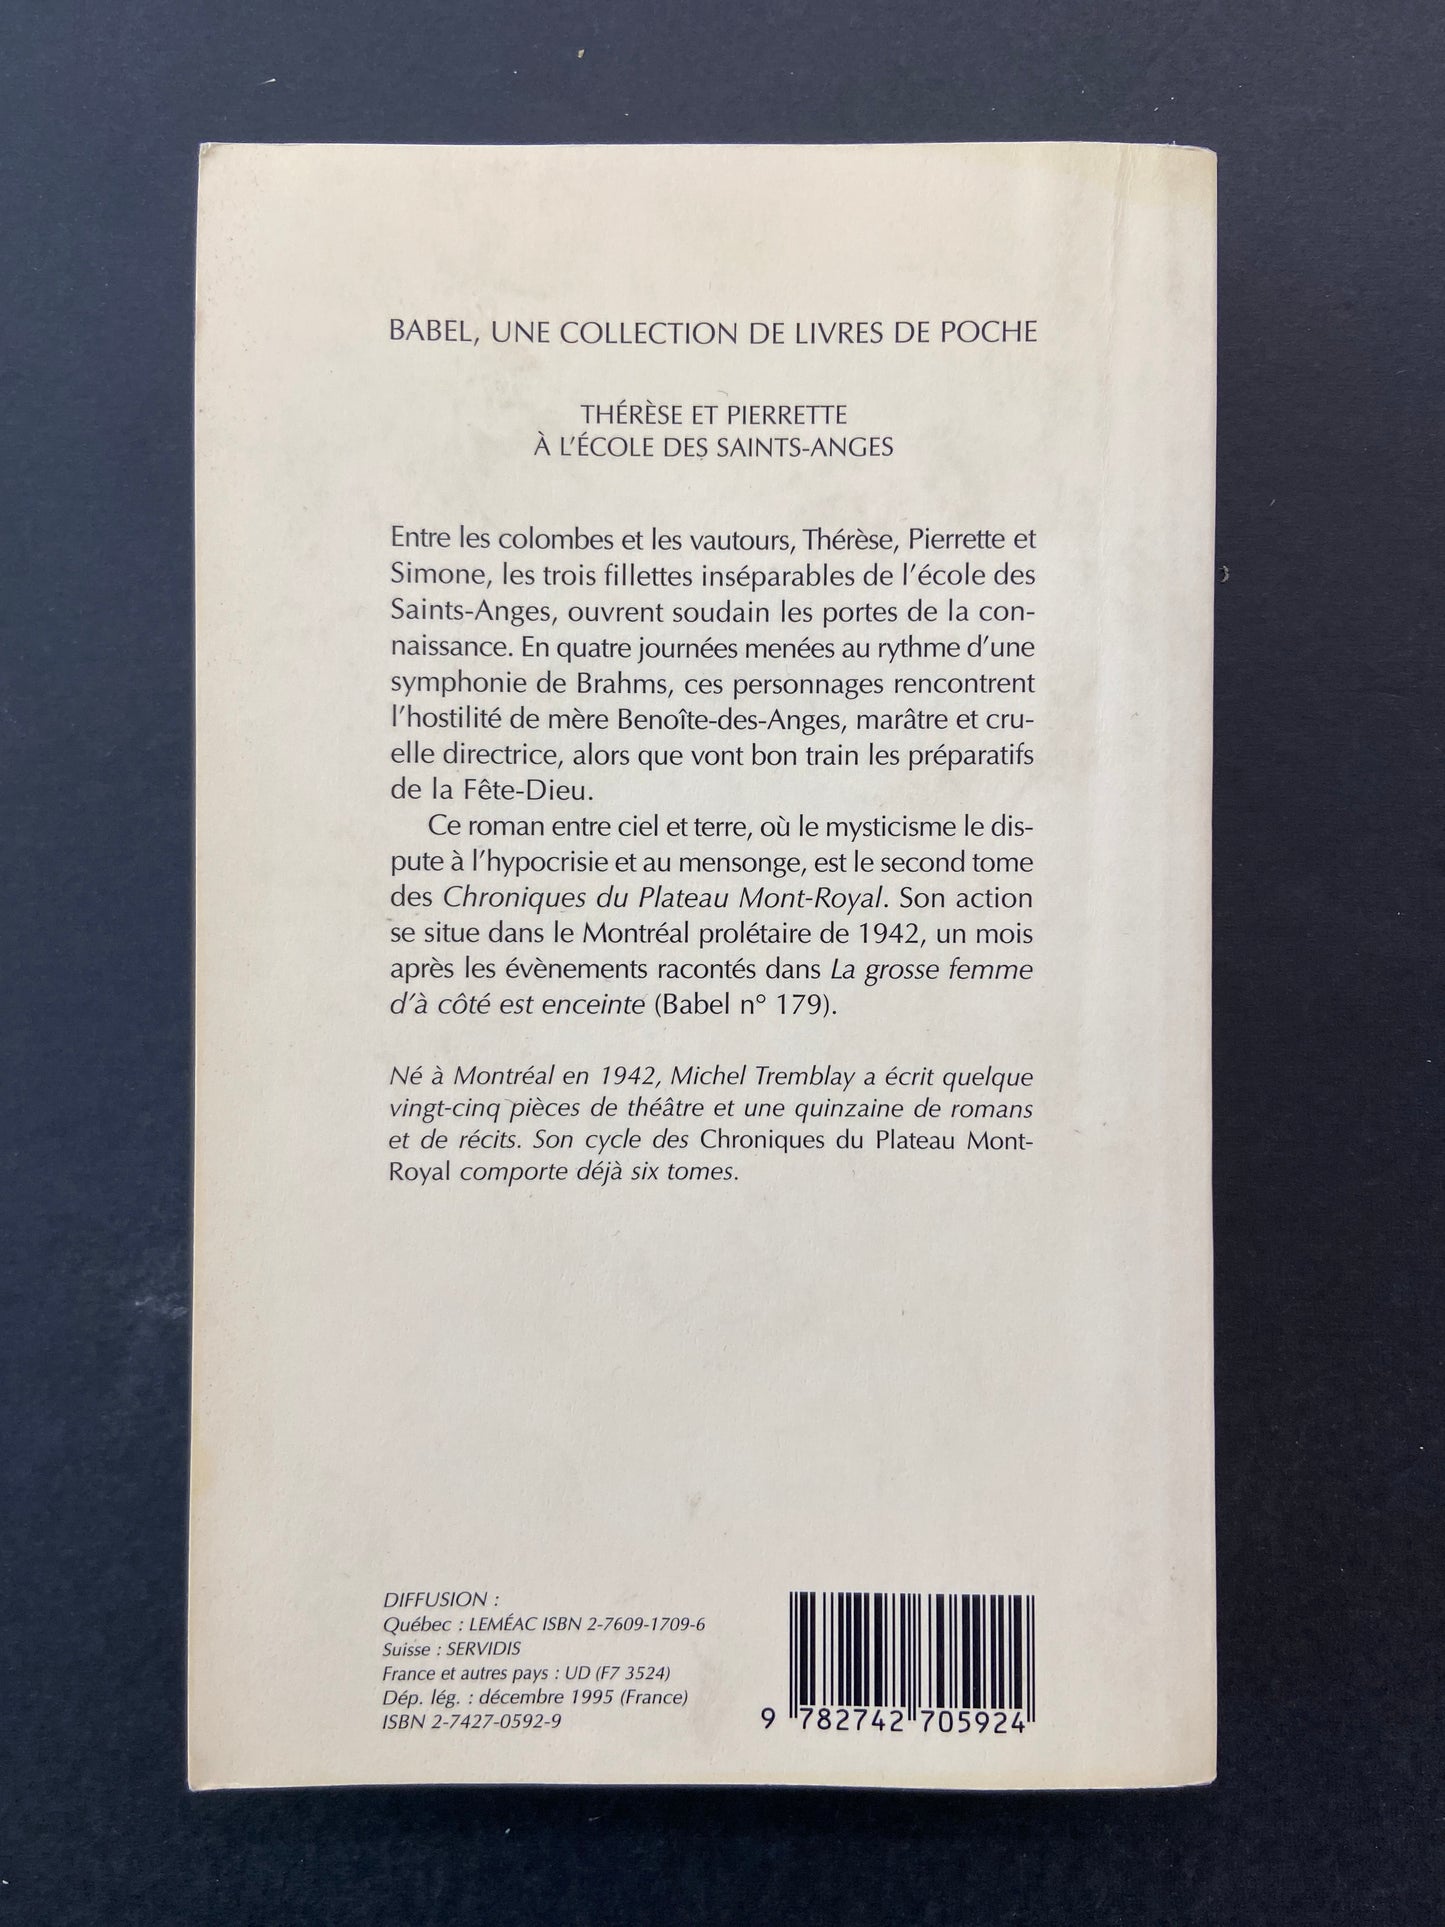 BABEL, UNE COLLECTION DE LIVRES DE POCHE
THÉRÈSE ET PIERRETTE
À L'ÉCOLE DES SAINTS-ANGES
Entre les colombes et les vautours, Thérèse, Pierrette et
Simone, les trois fillettes inséparables de l'école des
Saints-Anges, ouvrent soudain les portes de la con-
naissance. En quatre journées menées au rythme d'une
symphonie de Brahms, ces personnages rencontrent
l'hostilité de mère Benoîte-des-Anges, marâtre et cru-
elle directrice, alors que vont bon train les préparatifs
de la Fête-Dieu.
Ce roman entre ciel et terre, où le mysticisme le dis-
pute à l'hypocrisie et au mensonge, est le second tome
des Chroniques du Plateau Mont-Royal. Son action
se situe dans le Montréal prolétaire de 1942, un mois
après les évènements racontés dans La grosse femme
d'à côté est enceinte (Babel n° 179).
Né à Montréal en 1942, Michel Tremblay a écrit quelque
vingt-cinq pièces de théâtre et une quinzaine de romans
et de récits. Son cycle des Chroniques du Plateau Mont-
Royal comporte déjà six tomes.
DIFFUSION :
Québec : LEMÉAC ISBN 2-7609-1709-6
Suisse : SERVIDIS
France et autres pays : UD (F7 3524)
Dép. lég. : décembre 1995 (France)
ISBN 2-7427-0592-9
9 782742 705924